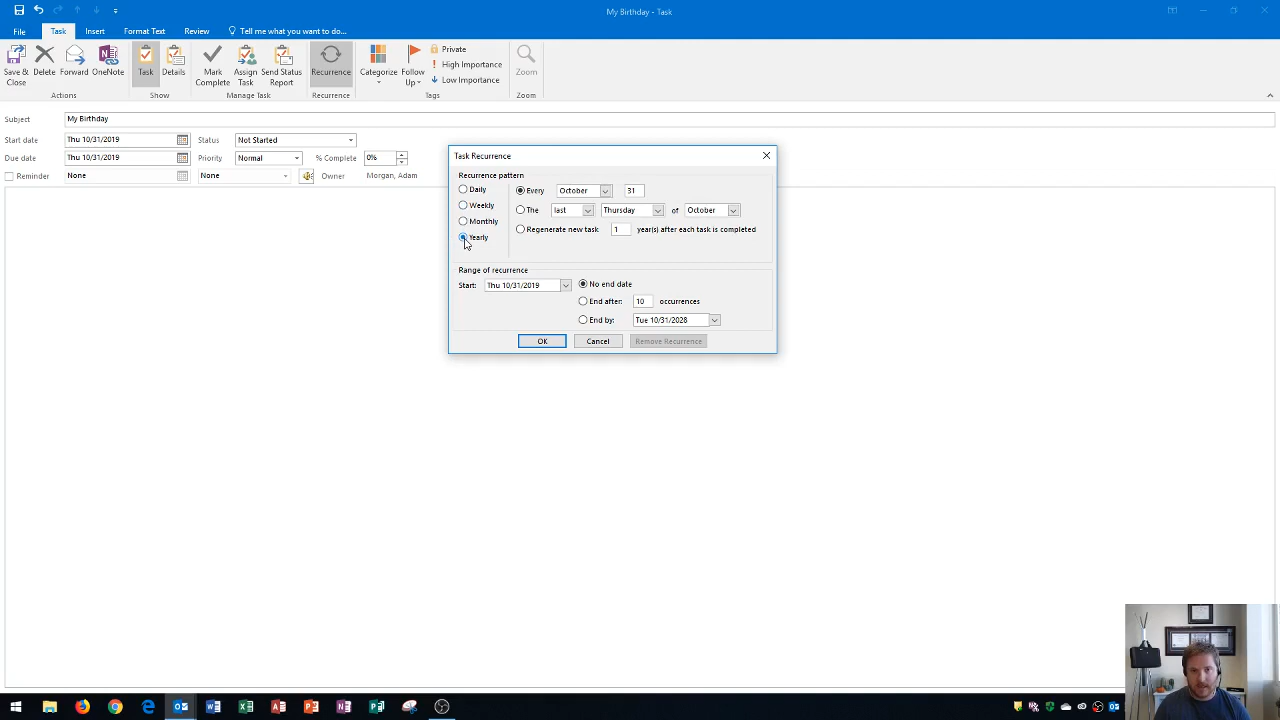 My Birthday - Task
File Task Insert Format Text Review Tell me what you want to do...
Save & Close Delete Forward OneNote Task Details Mark Complete Assign Task Send Status Report Recurrence Categorize Follow Up Private High Importance Low Importance Zoom
Actions Show Manage Task Recurrence Tags Zoom
Subject My Birthday
Start date Thu 10/31/2019 Status Not Started
Due date Thu 10/31/2019 Priority Normal % Complete 0%
Reminder None None Owner Morgan, Adam
Task Recurrence
Recurrence pattern
Daily Every October 31
Weekly The last Thursday of October
Monthly Regenerate new task 1 year(s) after each task is completed
Yearly
Range of recurrence
Start: Thu 10/31/2019 No end date
End after: 10 occurrences
End by: Tue 10/31/2028
OK Cancel Remove Recurrence